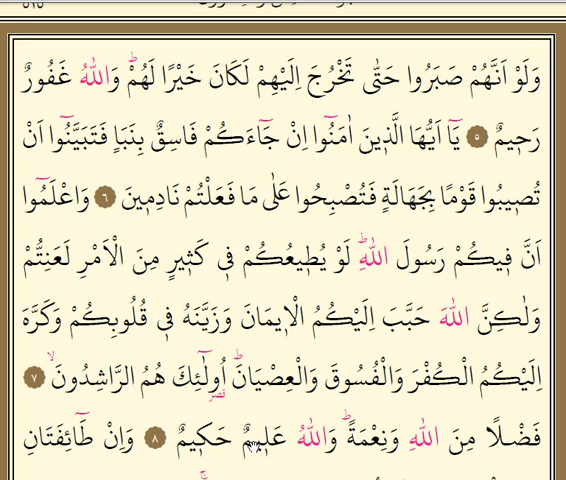 ٥١٥
وَلَوْ اَنَّهُمْ صَبَرُوا حَتّٰى تَخْرُجَ اِلَيْهِمْ لَكَانَ خَيْرًا لَهُمْۜ وَاللّٰهُ غَفُورٌ
رَح۪يمٌ ٥ يَٓا اَيُّهَا الَّذ۪ينَ اٰمَنُٓوا اِنْ جَٓاءَكُمْ فَاسِقٌ بِنَبَأٍ فَتَبَيَّنُٓوا اَنْ
تُص۪يبُوا قَوْمًا بِجَهَالَةٍ فَتُصْبِحُوا عَلٰى مَا فَعَلْتُمْ نَادِم۪ينَ ٦ وَاعْلَمُٓوا
اَنَّ ف۪يكُمْ رَسُولَ اللّٰهِۜ لَوْ يُط۪يعُكُمْ ف۪ي كَث۪يرٍ مِنَ الْاَمْرِ لَعَنِتُّمْ
وَلٰكِنَّ اللّٰهَ حَبَّبَ اِلَيْكُمُ الْا۪يمَانَ وَزَيَّنَهُ ف۪ي قُلُوبِكُمْ وَكَرَّهَ
اِلَيْكُمُ الْكُفْرَ وَالْفُسُوقَ وَالْعِصْيَانَۜ اُو۬لٰٓئِكَ هُمُ الرَّاشِدُونَۙ ٧
فَضْلًا مِنَ اللّٰهِ وَنِعْمَةًۜ وَاللّٰهُ عَل۪يمٌ حَك۪يمٌ ٨ وَاِنْ طَٓائِفَتَانِ